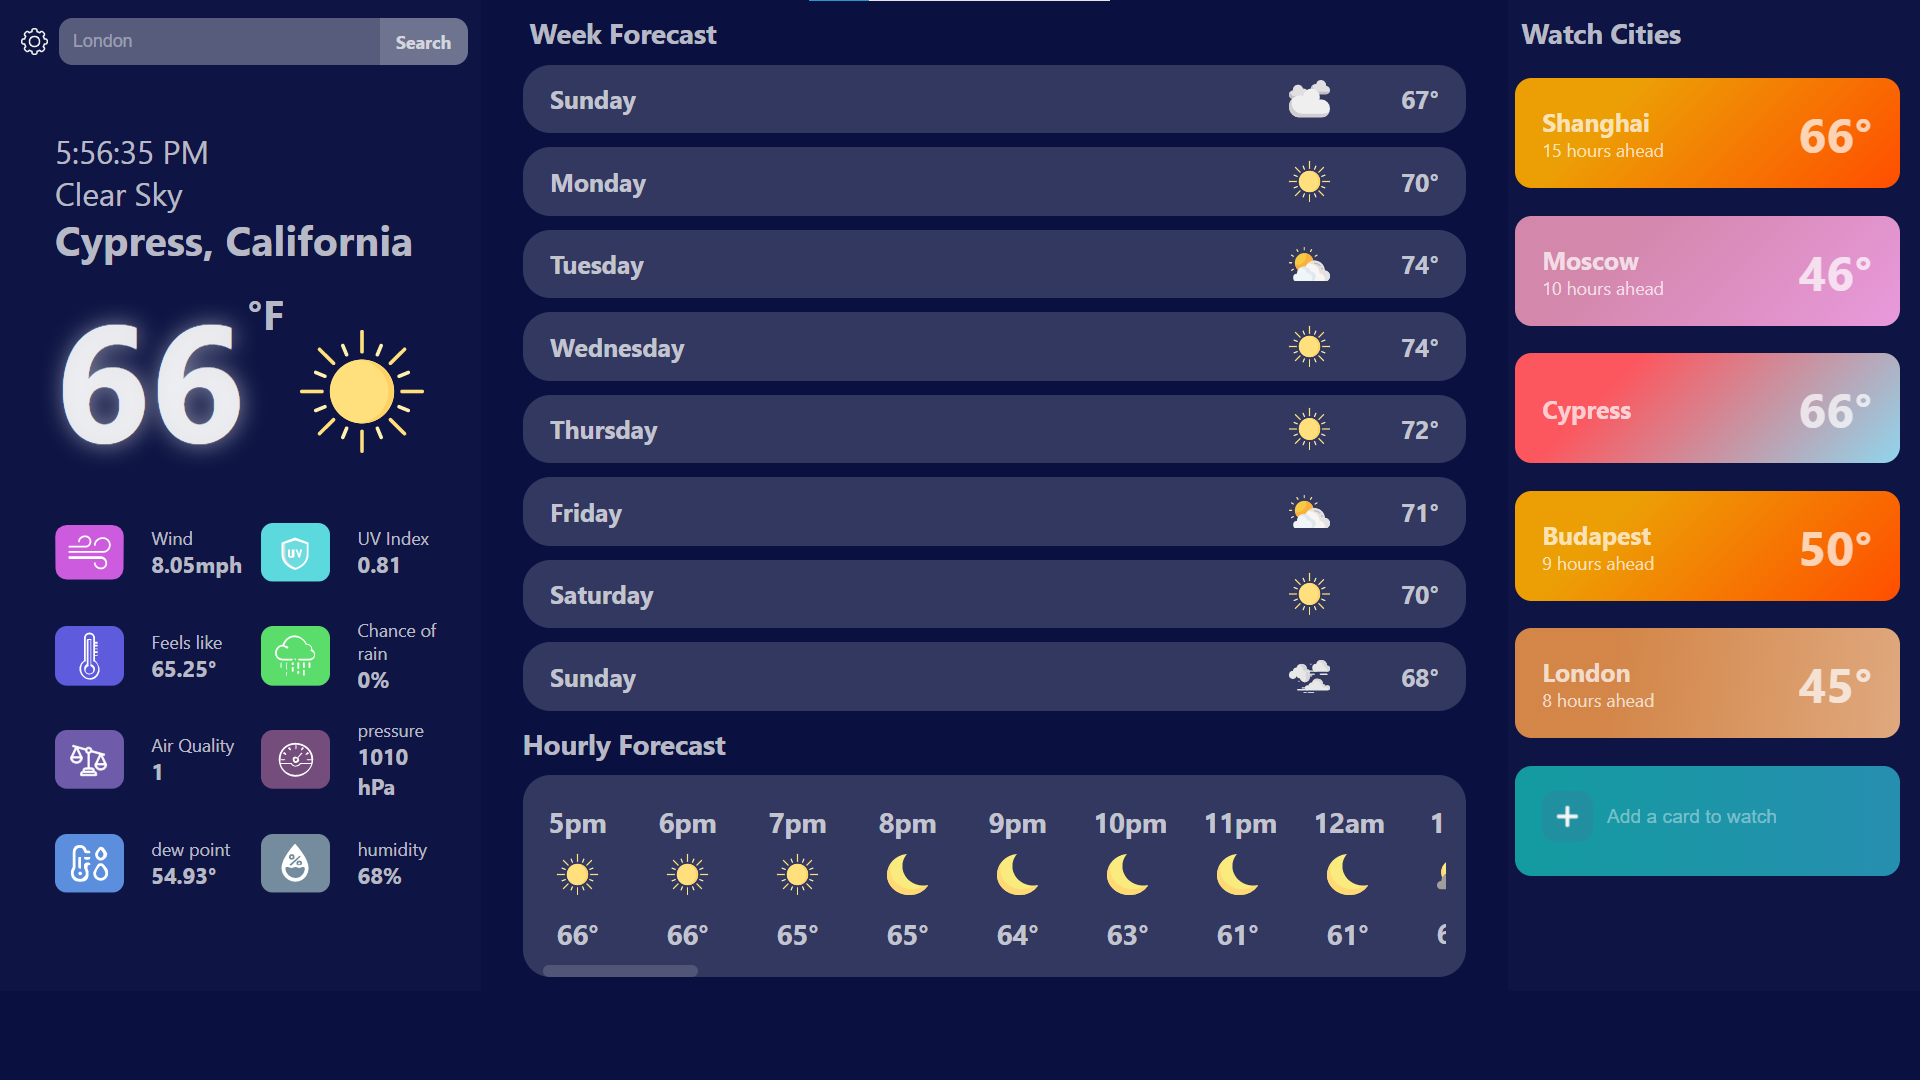 London
Search
5:56:35 PM
Clear Sky
Cypress, California
66 °F
Wind
8.05mph
UV Index
0.81
Feels like
65.25°
Chance of
rain
0%
Air Quality
1
pressure
1010
hPa
dew point
54.93°
humidity
68%
Week Forecast
Sunday 67°
Monday 70°
Tuesday 74°
Wednesday 74°
Thursday 72°
Friday 71°
Saturday 70°
Sunday 68°
Hourly Forecast
5pm 6pm 7pm 8pm 9pm 10pm 11pm 12am 1
66° 66° 65° 65° 64° 63° 61° 61°
Watch Cities
Shanghai
15 hours ahead
66°
Moscow
10 hours ahead
46°
Cypress
66°
Budapest
9 hours ahead
50°
London
8 hours ahead
45°
Add a card to watch
UV
%